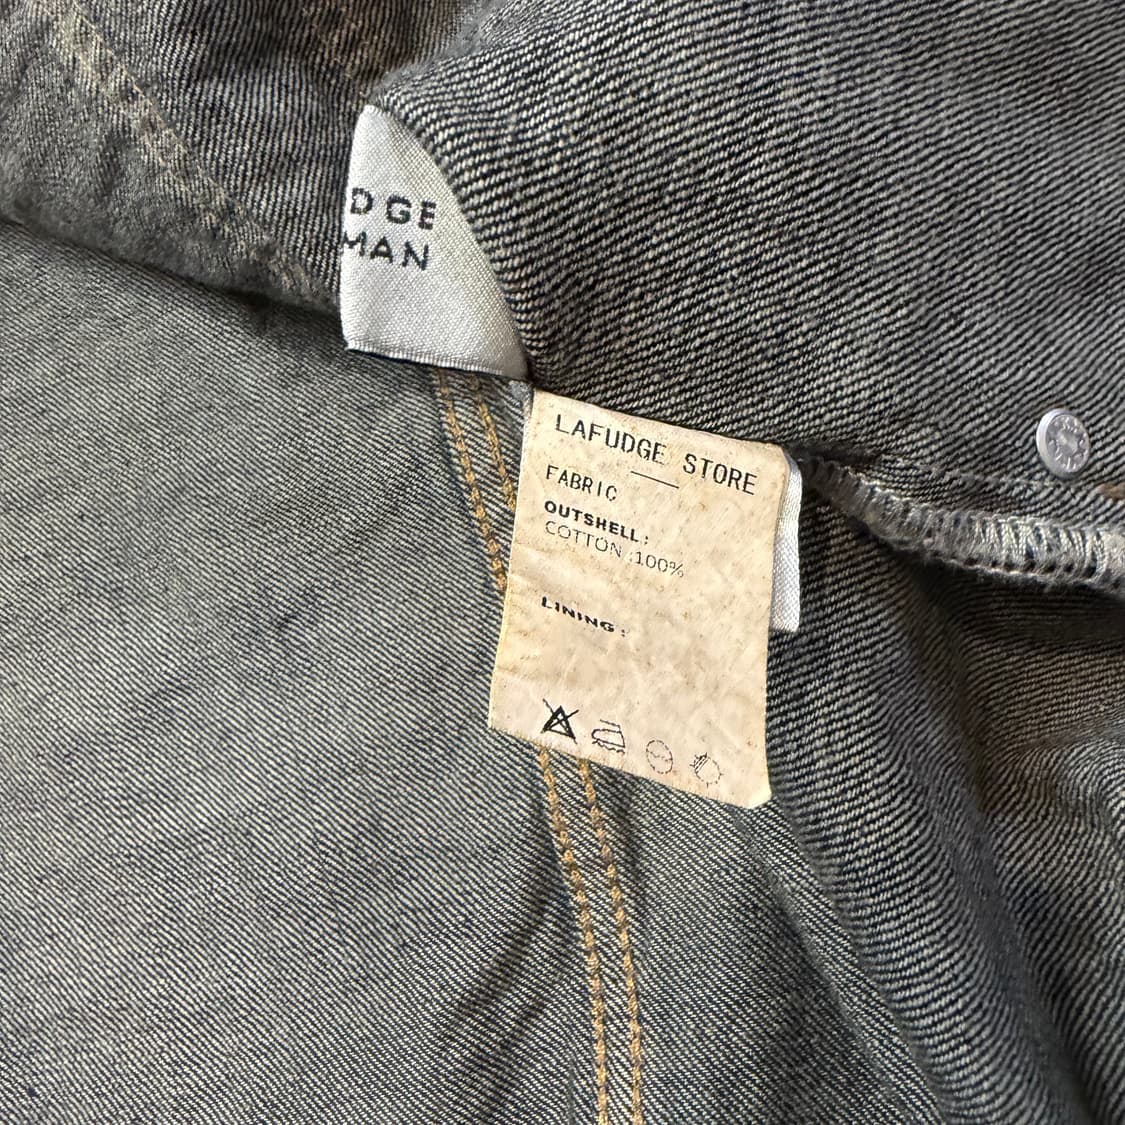 DGE
MAN
LAFUDGE STORE
FABRIC
OUTSHELL:
COTTON :100%
LINING: